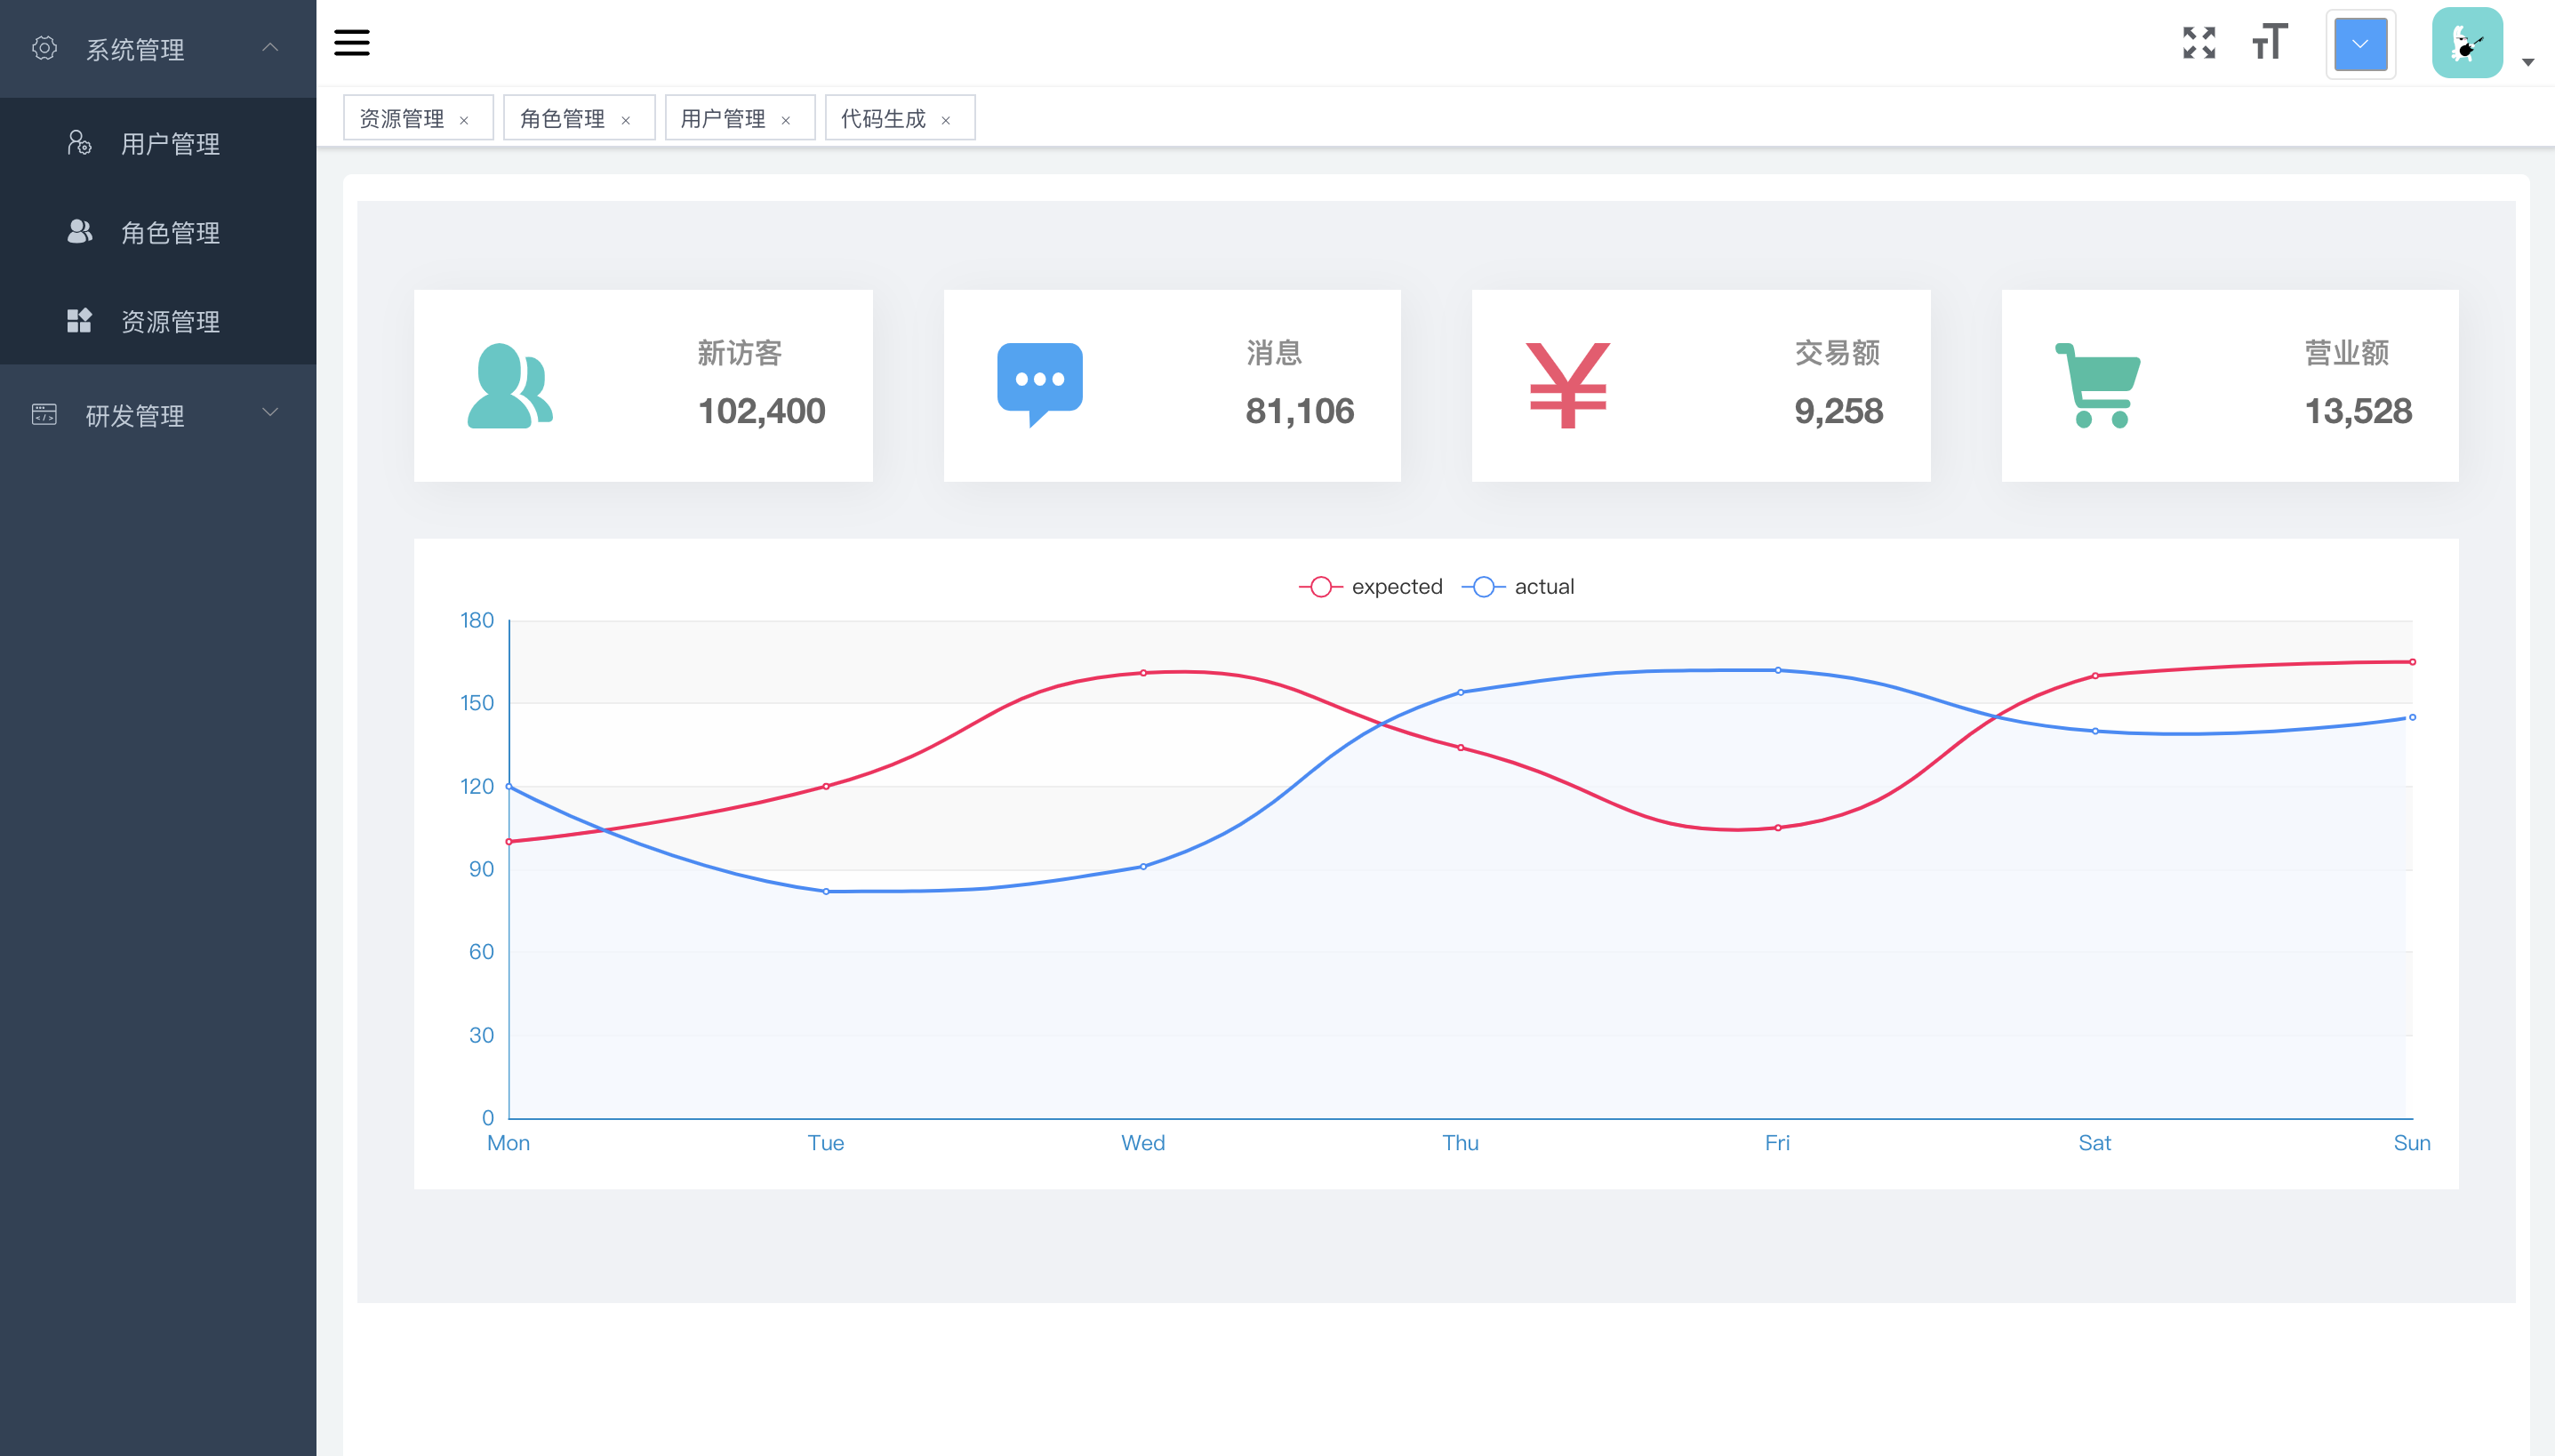 系统管理
用户管理
角色管理
资源管理
研发管理
资源管理 ×
角色管理 ×
用户管理 ×
代码生成 ×
新访客
102,400
消息
81,106
交易额
9,258
营业额
13,528
expected
actual
180
150
120
90
60
30
0
Mon
Tue
Wed
Thu
Fri
Sat
Sun